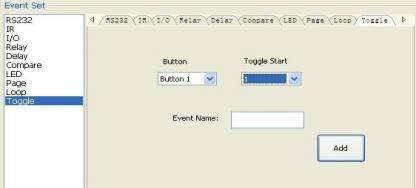 Event Set
RS232
IR
I/O
Relay
Delay
Compare
LED
Page
Loop
Toggle
RS232 IR I/O Relay Delay Compare LED Page Loop Toggle
Button
Toggle Start
Button 1
1
Event Name:
Add